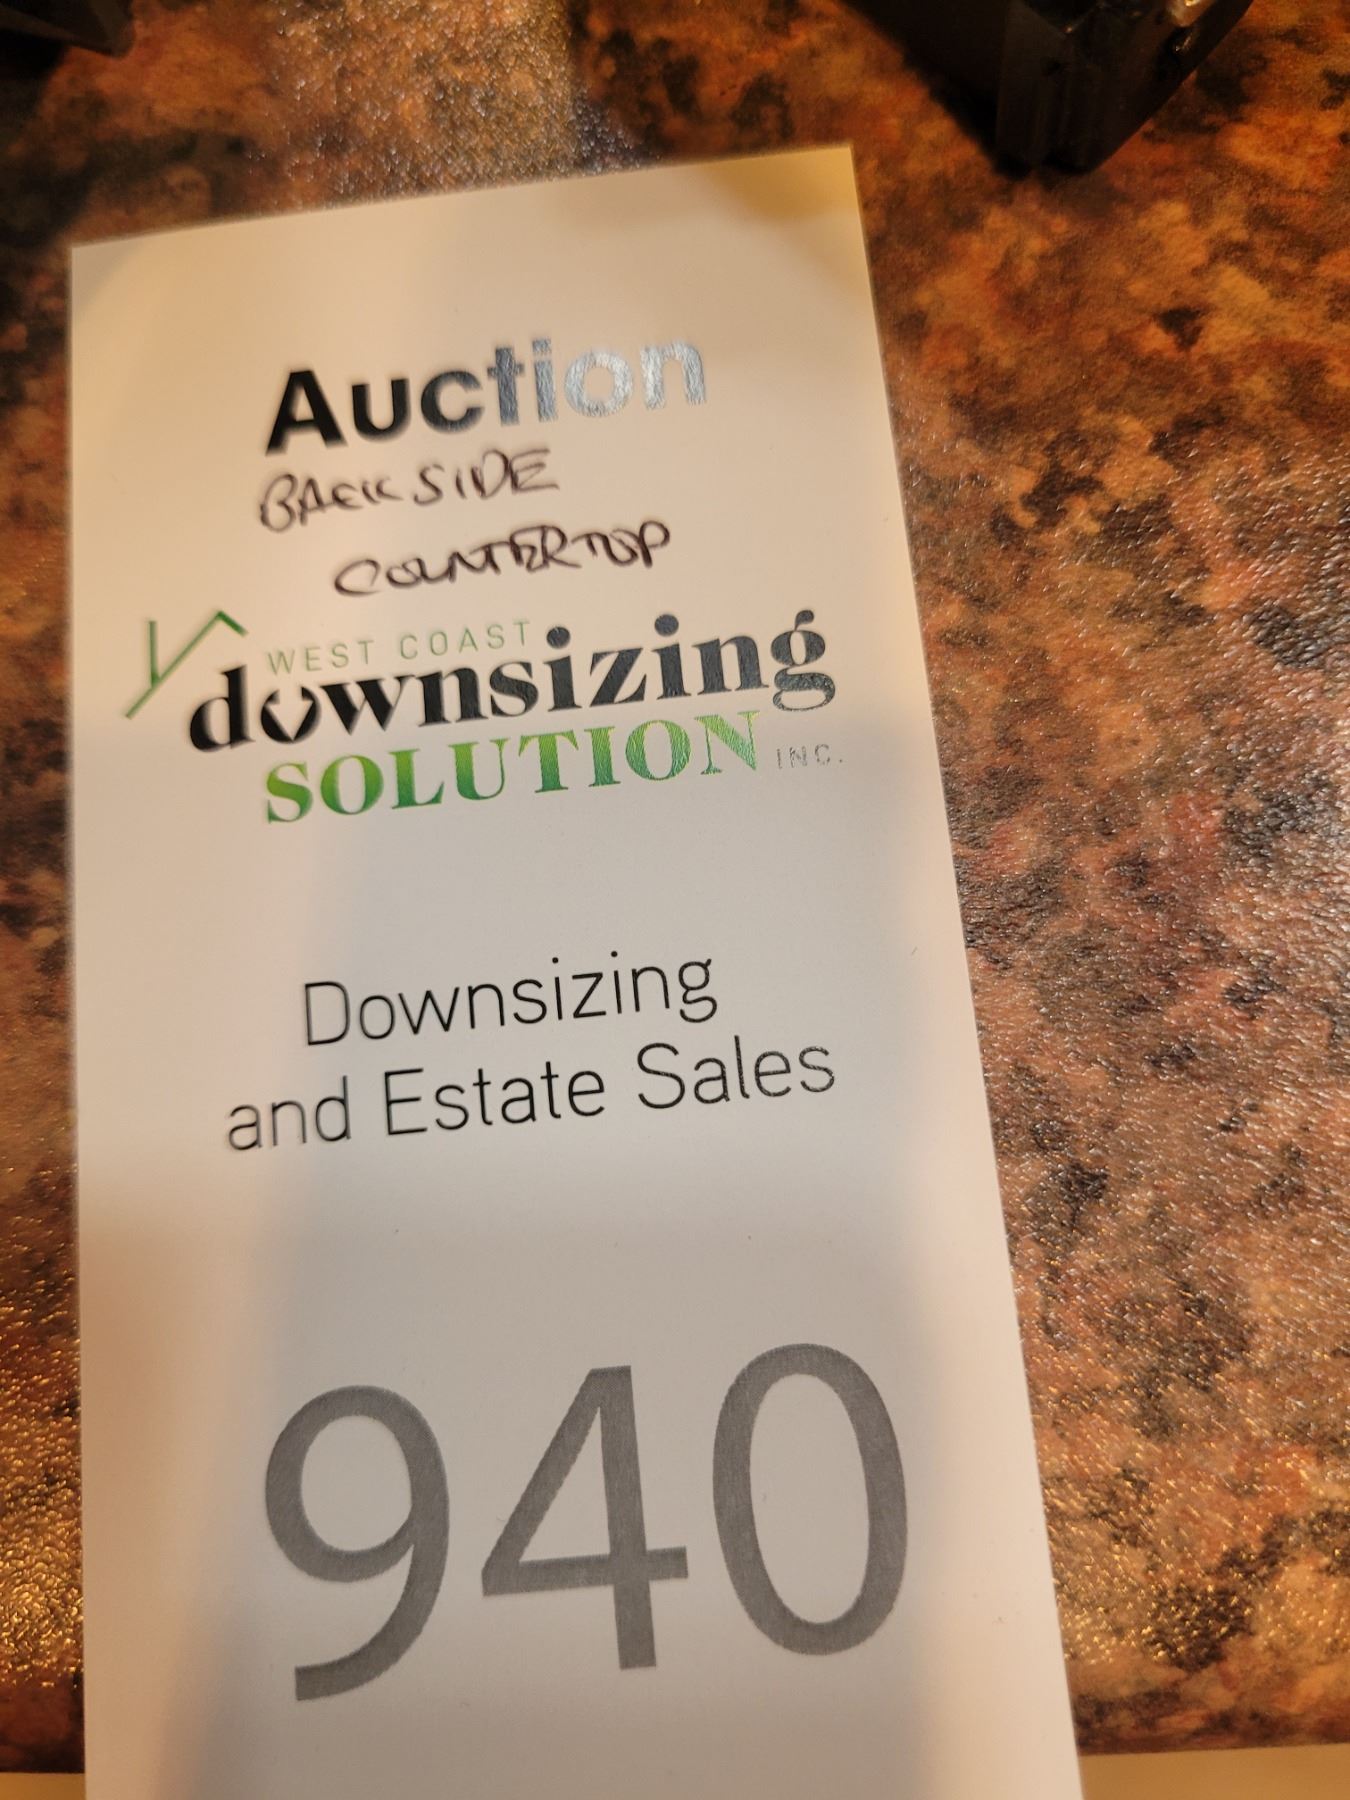 Auction
BACK SIDE
COUNTERTOP
WEST COAST
downsizing
SOLUTION INC.
Downsizing
and Estate Sales
940